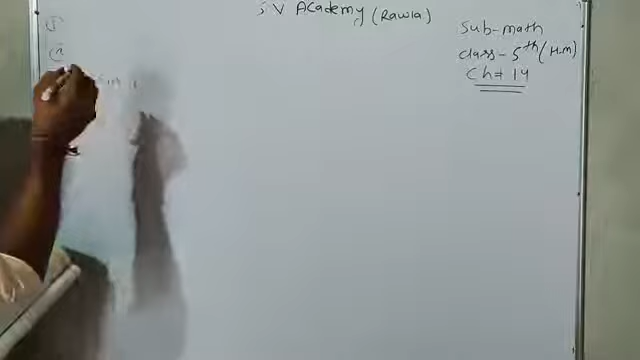 S V Academy (Rawla)
Sub-math
class - 5th (H.M)
Ch # 14